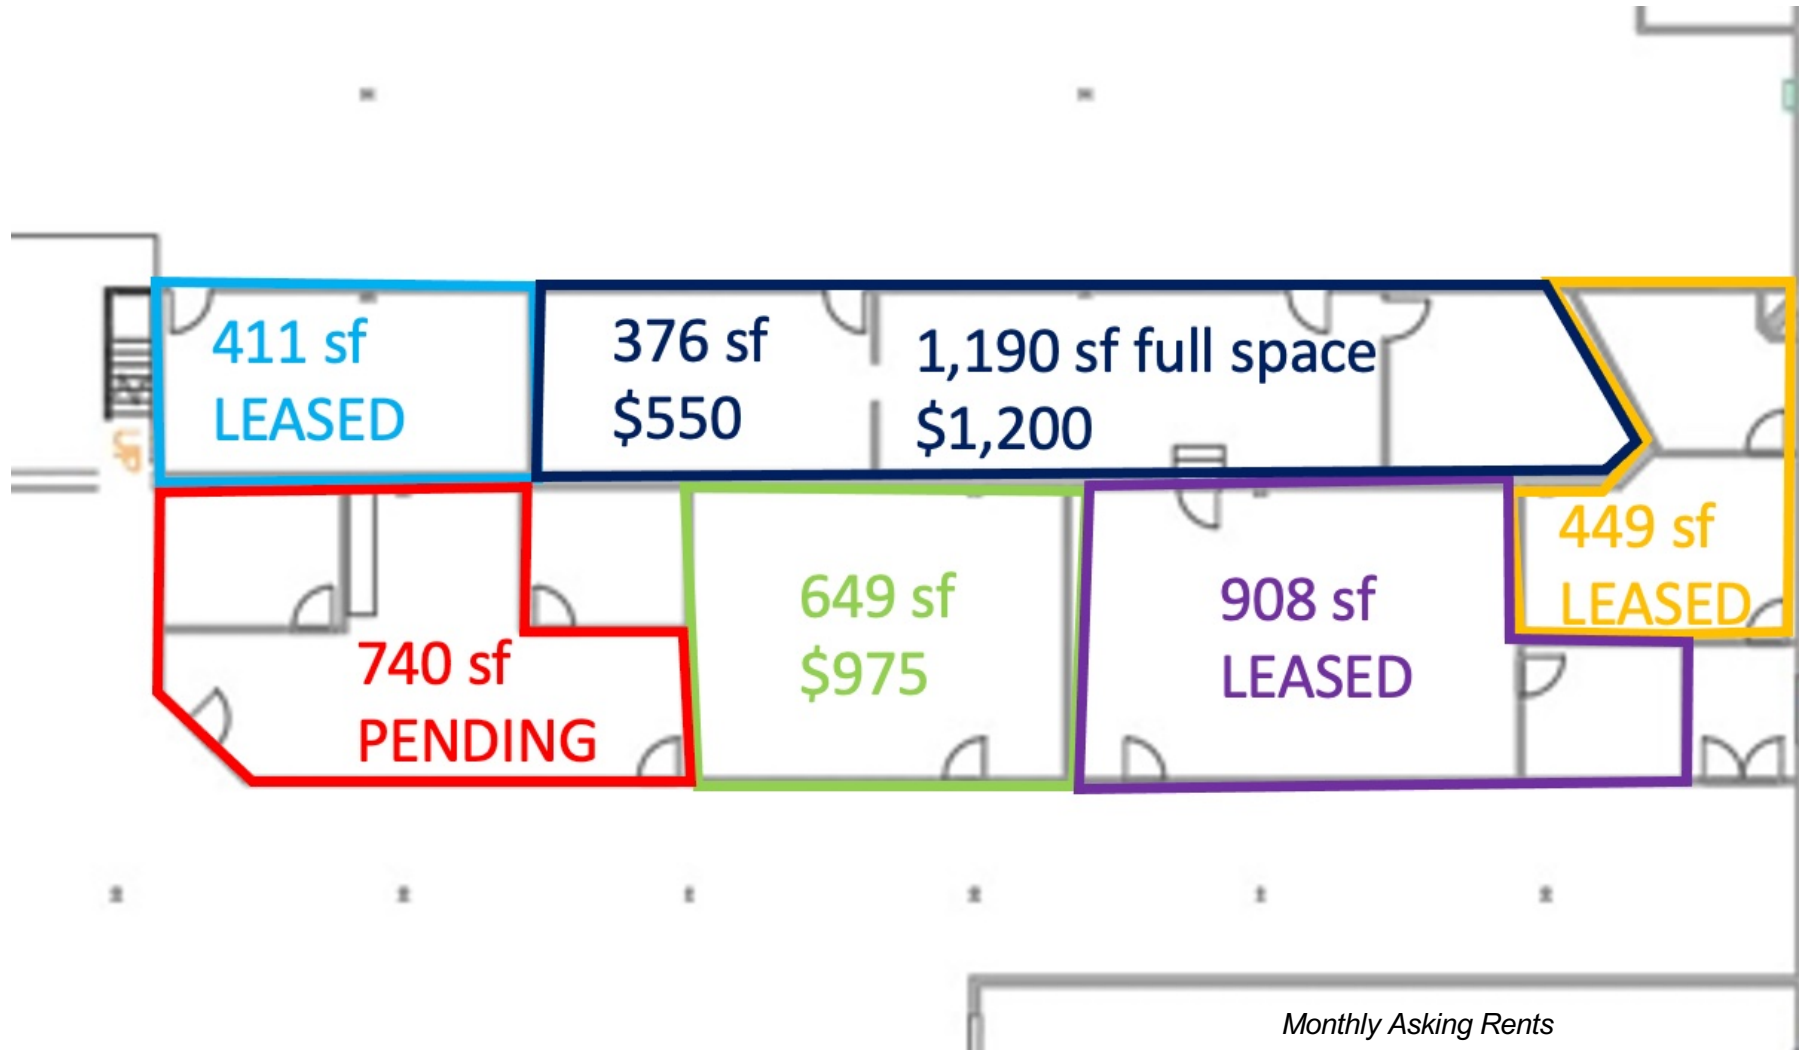 411 sf
LEASED
376 sf
$550
1,190 sf full space
$1,200
UP
449 sf
LEASED
740 sf
PENDING
649 sf
$975
908 sf
LEASED
Monthly Asking Rents